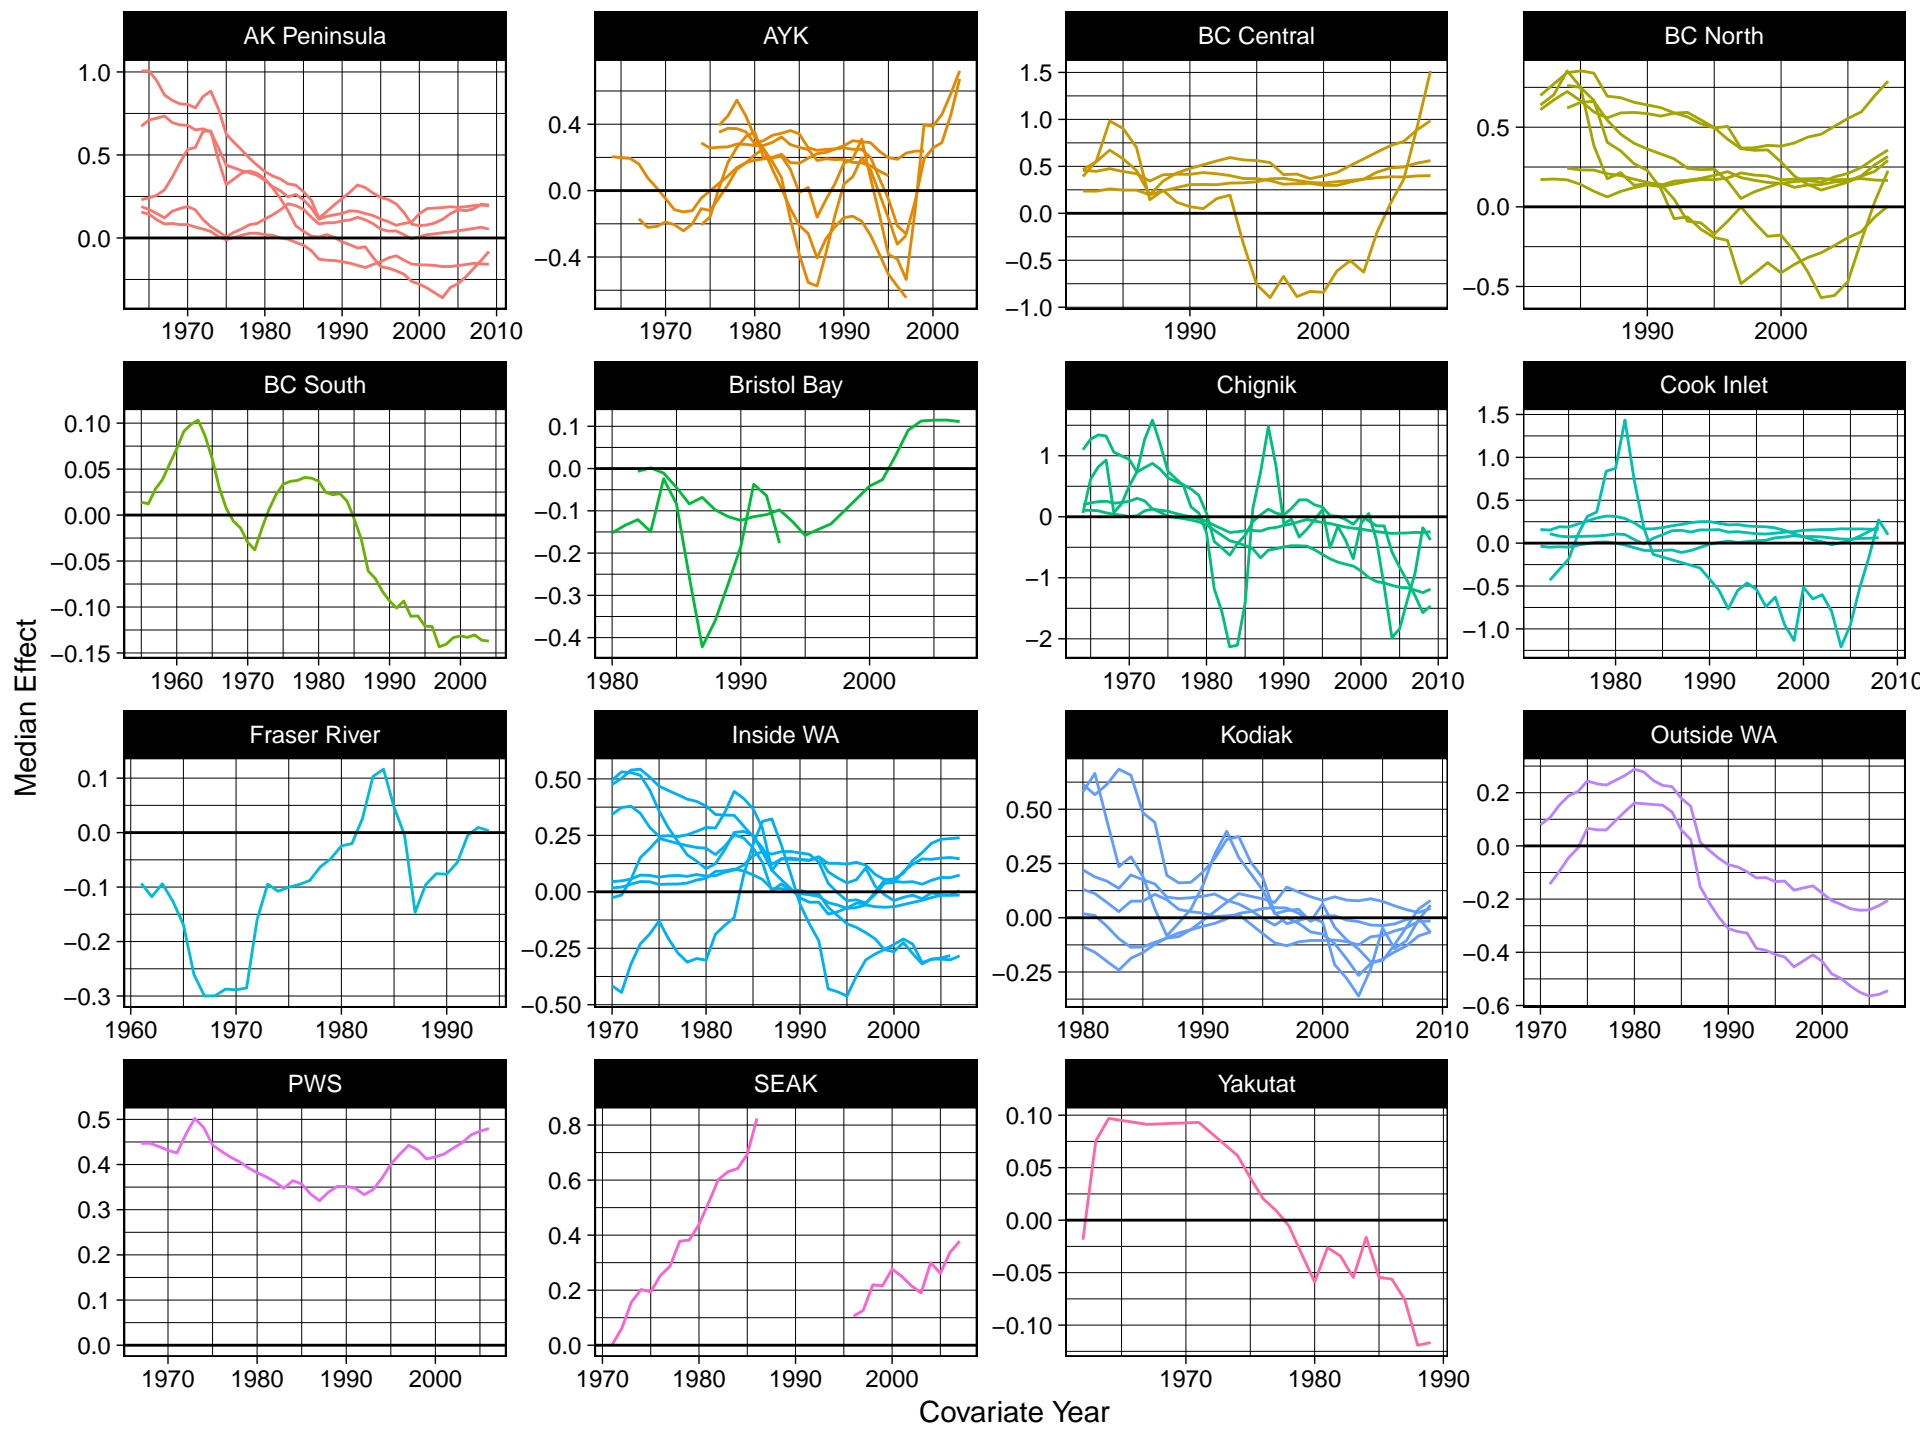 AK Peninsula
AYK
BC Central
BC North
1.0
0.5
0.0
0.4
0.0
−0.4
1.5
1.0
0.5
0.0
−0.5
−1.0
0.5
0.0
−0.5
1970 1980 1990 2000 2010
1970 1980 1990 2000
1990 2000
1990 2000
BC South
Bristol Bay
Chignik
Cook Inlet
0.10
0.05
0.00
−0.05
−0.10
−0.15
0.1
0.0
−0.1
−0.2
−0.3
−0.4
1
0
−1
−2
1.5
1.0
0.5
0.0
−0.5
−1.0
1960 1970 1980 1990 2000
1980 1990 2000
1970 1980 1990 2000 2010
1980 1990 2000 2010
Median Effect
Fraser River
Inside WA
Kodiak
Outside WA
0.1
0.0
−0.1
−0.2
−0.3
0.50
0.25
0.00
−0.25
−0.50
0.50
0.25
0.00
−0.25
0.2
0.0
−0.2
−0.4
−0.6
1960 1970 1980 1990
1970 1980 1990 2000
1980 1990 2000 2010
1970 1980 1990 2000
PWS
SEAK
Yakutat
0.5
0.4
0.3
0.2
0.1
0.0
0.8
0.6
0.4
0.2
0.0
0.10
0.05
0.00
−0.05
−0.10
1970 1980 1990 2000
1970 1980 1990 2000
1970 1980 1990
Covariate Year